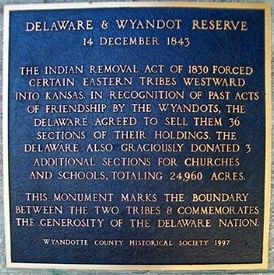 DELAWARE & WYANDOT RESERVE
14 DECEMBER 1843
THE INDIAN REMOVAL ACT OF 1830 FORCED
CERTAIN EASTERN TRIBES WESTWARD
INTO KANSAS. IN RECOGNITION OF PAST ACTS
OF FRIENDSHIP BY THE WYANDOTS, THE
DELAWARE AGREED TO SELL THEM 36
SECTIONS OF THEIR HOLDINGS. THE
DELAWARE ALSO GRACIOUSLY DONATED 3
ADDITIONAL SECTIONS FOR CHURCHES
AND SCHOOLS, TOTALING 24,960 ACRES.
THIS MONUMENT MARKS THE BOUNDARY
BETWEEN THE TWO TRIBES & COMMEMORATES
THE GENEROSITY OF THE DELAWARE NATION.
WYANDOTTE COUNTY HISTORICAL SOCIETY 1997